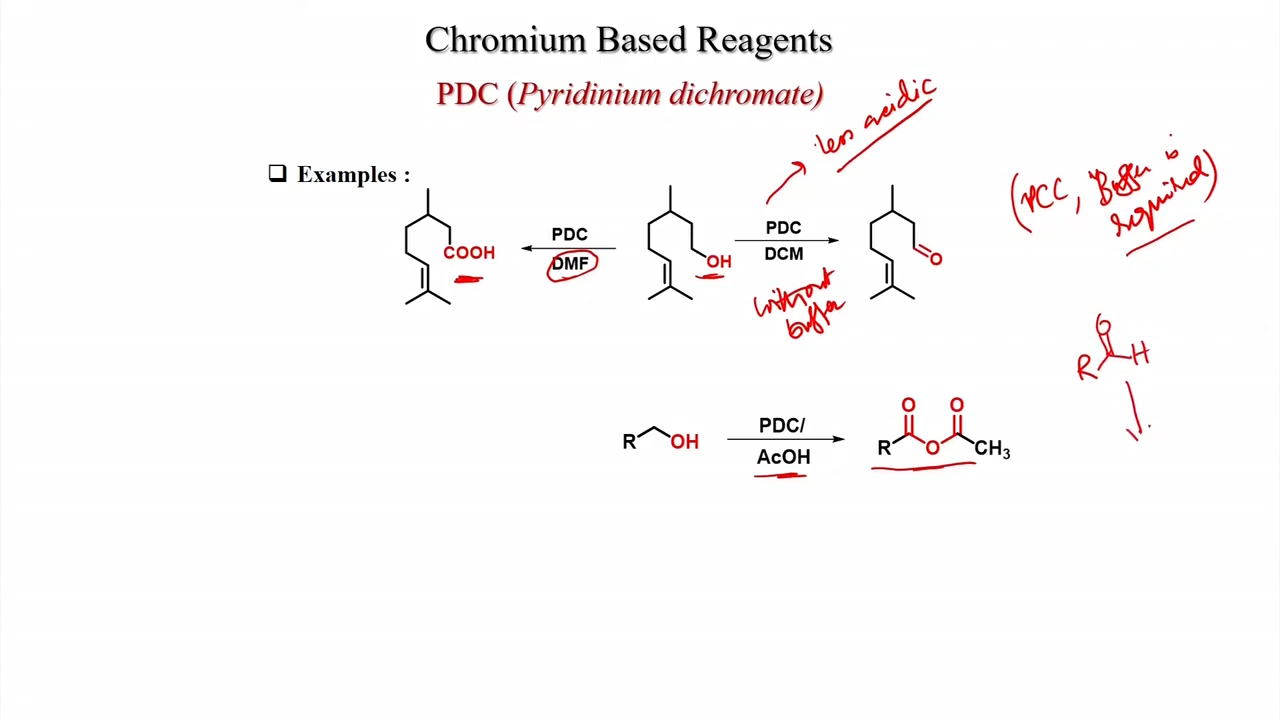 Chromium Based Reagents
PDC (Pyridinium dichromate)
less acidic
❑ Examples :
(PCC, Buffer is
required)
COOH
PDC
DMF
OH
PDC
DCM
O
without
buffer
O
R H
R OH
PDC/
AcOH
O O
R O CH3